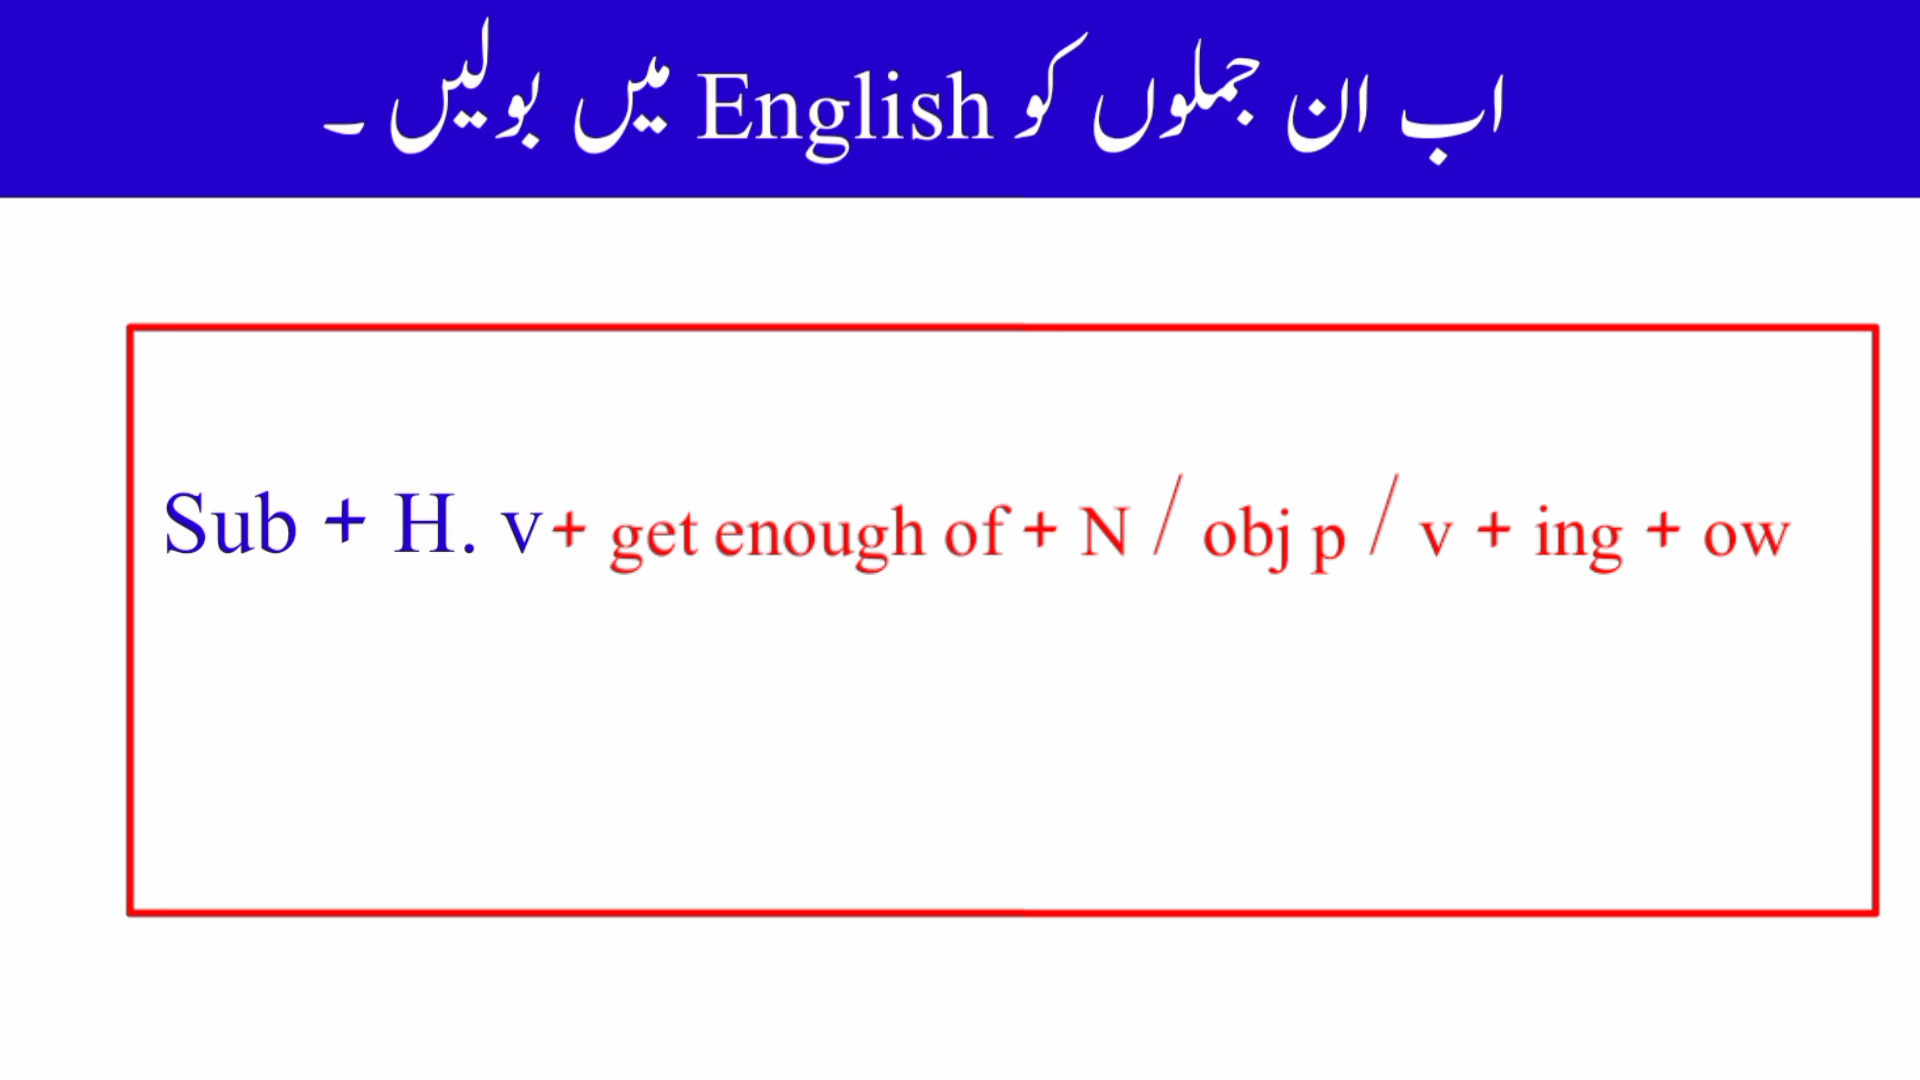 اب ان جملوں کو English میں بولیں ۔
Sub + H. v+ get enough of + N / obj p / v + ing + ow